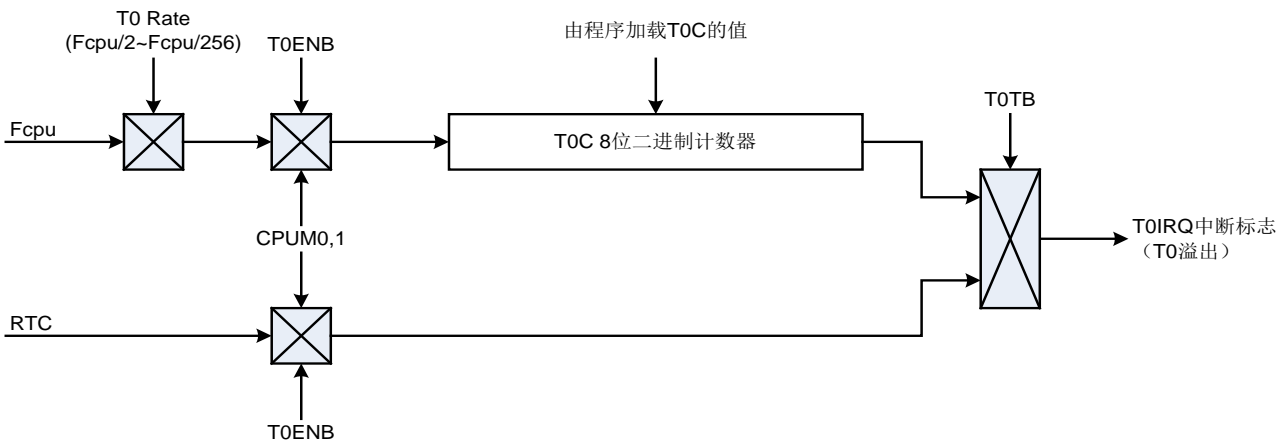 T0 Rate
(Fcpu/2~Fcpu/256)
T0ENB
由程序加载T0C的值
T0TB
Fcpu
T0C 8位二进制计数器
CPUM0,1
T0IRQ中断标志
（T0溢出）
RTC
T0ENB